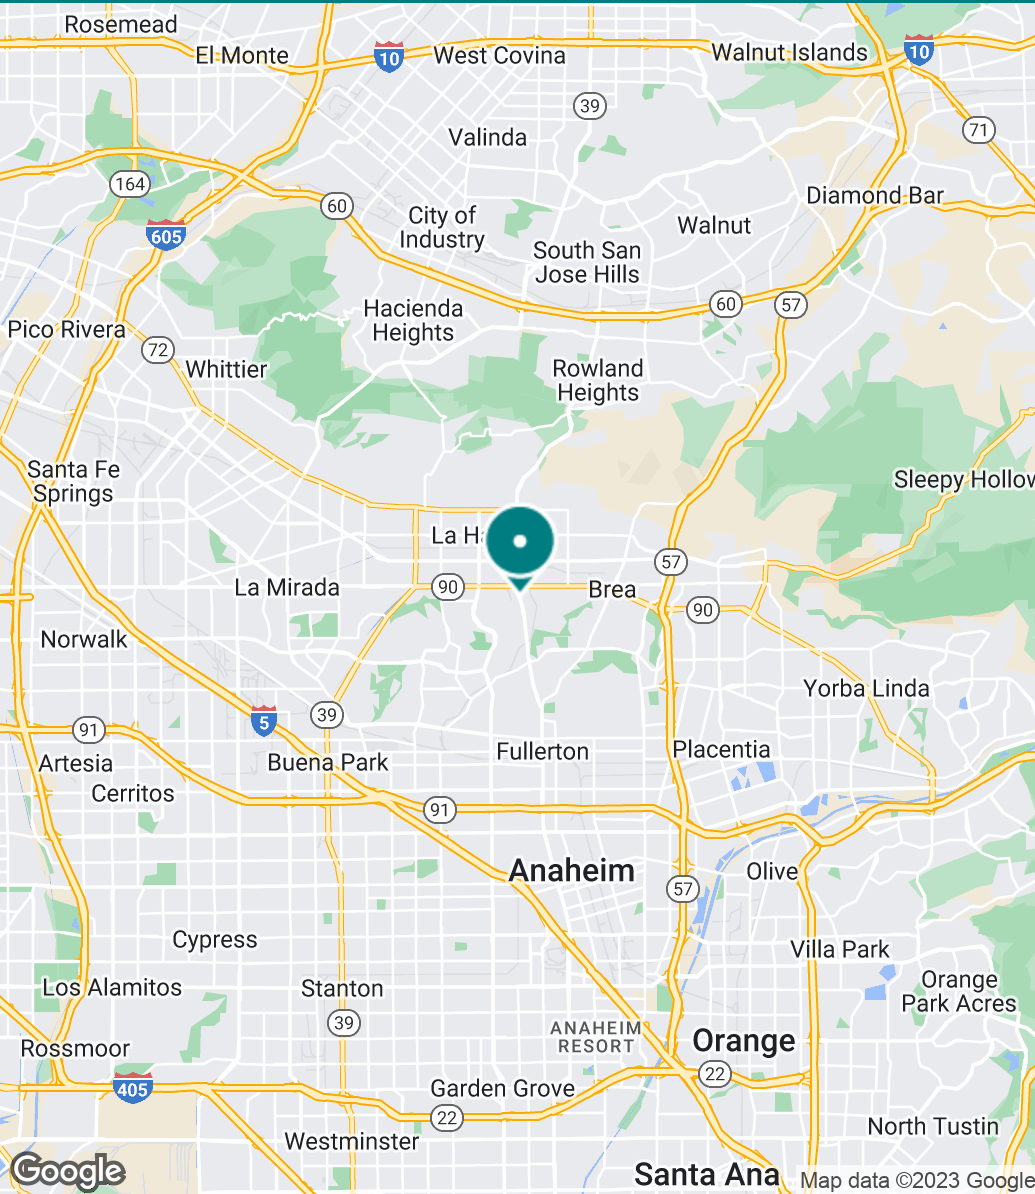 Rosemead
El Monte
10
West Covina
Walnut Islands
10
39
Valinda
71
164
60
Diamond Bar
City of
Industry
Walnut
605
South San
Jose Hills
Hacienda
Heights
60
57
Pico Rivera
72
Whittier
Rowland
Heights
Santa Fe
Springs
Sleepy Hollow
La Ha
57
La Mirada
90
Brea
90
Norwalk
Yorba Linda
39
5
91
Fullerton
Placentia
Artesia
Buena Park
Cerritos
91
Anaheim
Olive
57
Cypress
Villa Park
Los Alamitos
Stanton
Orange
Park Acres
39
ANAHEIM
RESORT
Orange
Rossmoor
22
405
Garden Grove
22
North Tustin
Westminster
Santa Ana
Google
Map data ©2023 Google